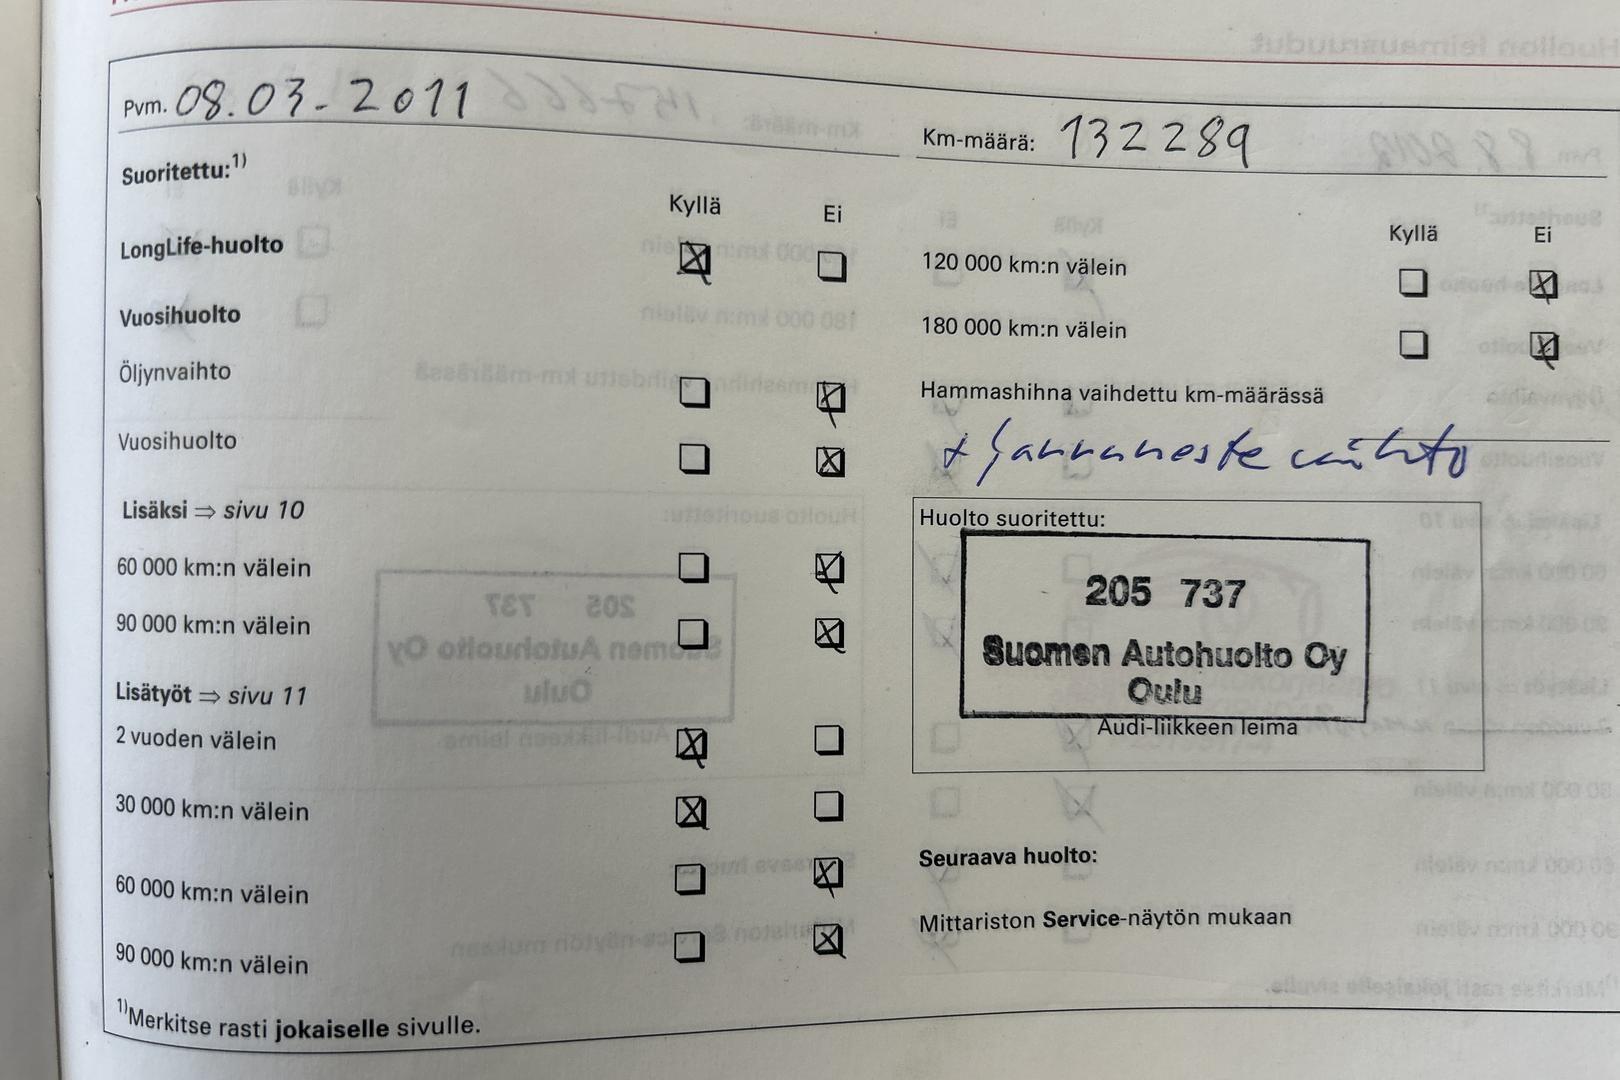 Pvm. 08.03-2011
Km-määrä: 132289
Suoritettu:1)
Kyllä Ei
LongLife-huolto
Vuosihuolto
Öljynvaihto
Vuosihuolto
Lisäksi ⇒ sivu 10
60 000 km:n välein
90 000 km:n välein
Lisätyöt ⇒ sivu 11
2 vuoden välein
30 000 km:n välein
60 000 km:n välein
90 000 km:n välein
1)Merkitse rasti jokaiselle sivulle.
Kyllä Ei
120 000 km:n välein
180 000 km:n välein
Hammashihna vaihdettu km-määrässä
+ Jarruneste vaihto
Huolto suoritettu:
205 737
Suomen Autohuolto Oy
Oulu
Audi-liikkeen leima
Seuraava huolto:
Mittariston Service-näytön mukaan